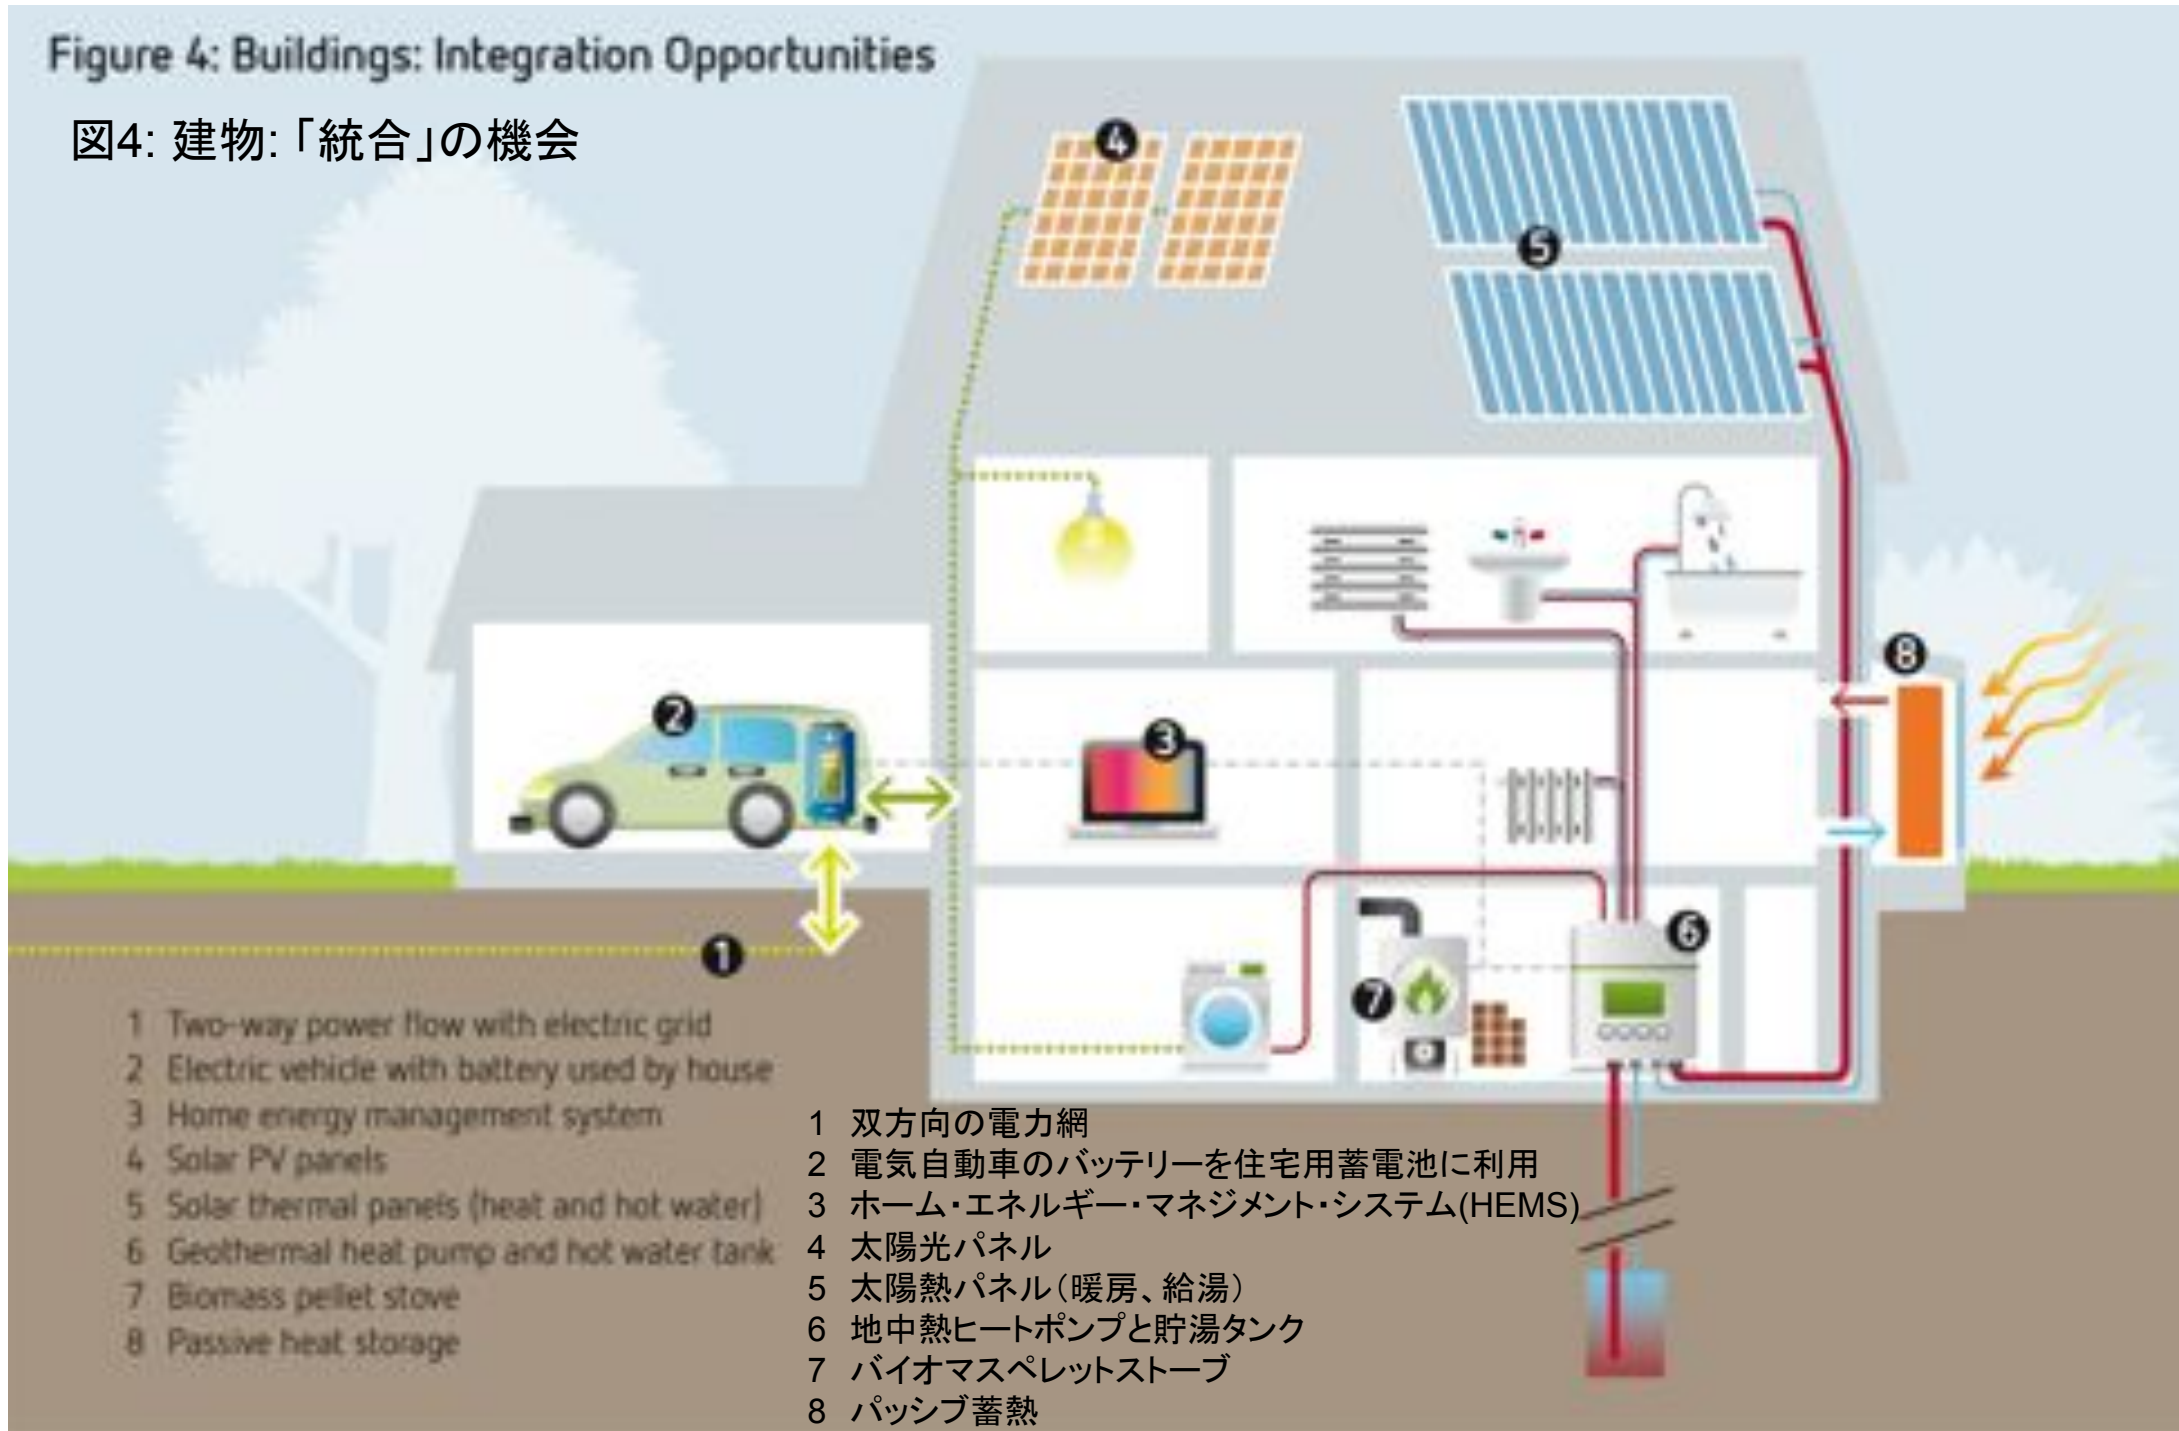 Figure 4: Buildings: Integration Opportunities
図4: 建物:「統合」の機会
4
5
8
2
3
6
1
7
1 Two-way power flow with electric grid
2 Electric vehicle with battery used by house
3 Home energy management system
4 Solar PV panels
5 Solar thermal panels (heat and hot water)
6 Geothermal heat pump and hot water tank
7 Biomass pellet stove
8 Passive heat storage
1 双方向の電力網
2 電気自動車のバッテリーを住宅用蓄電池に利用
3 ホーム・エネルギー・マネジメント・システム(HEMS)
4 太陽光パネル
5 太陽熱パネル（暖房、給湯）
6 地中熱ヒートポンプと貯湯タンク
7 バイオマスペレットストーブ
8 パッシブ蓄熱